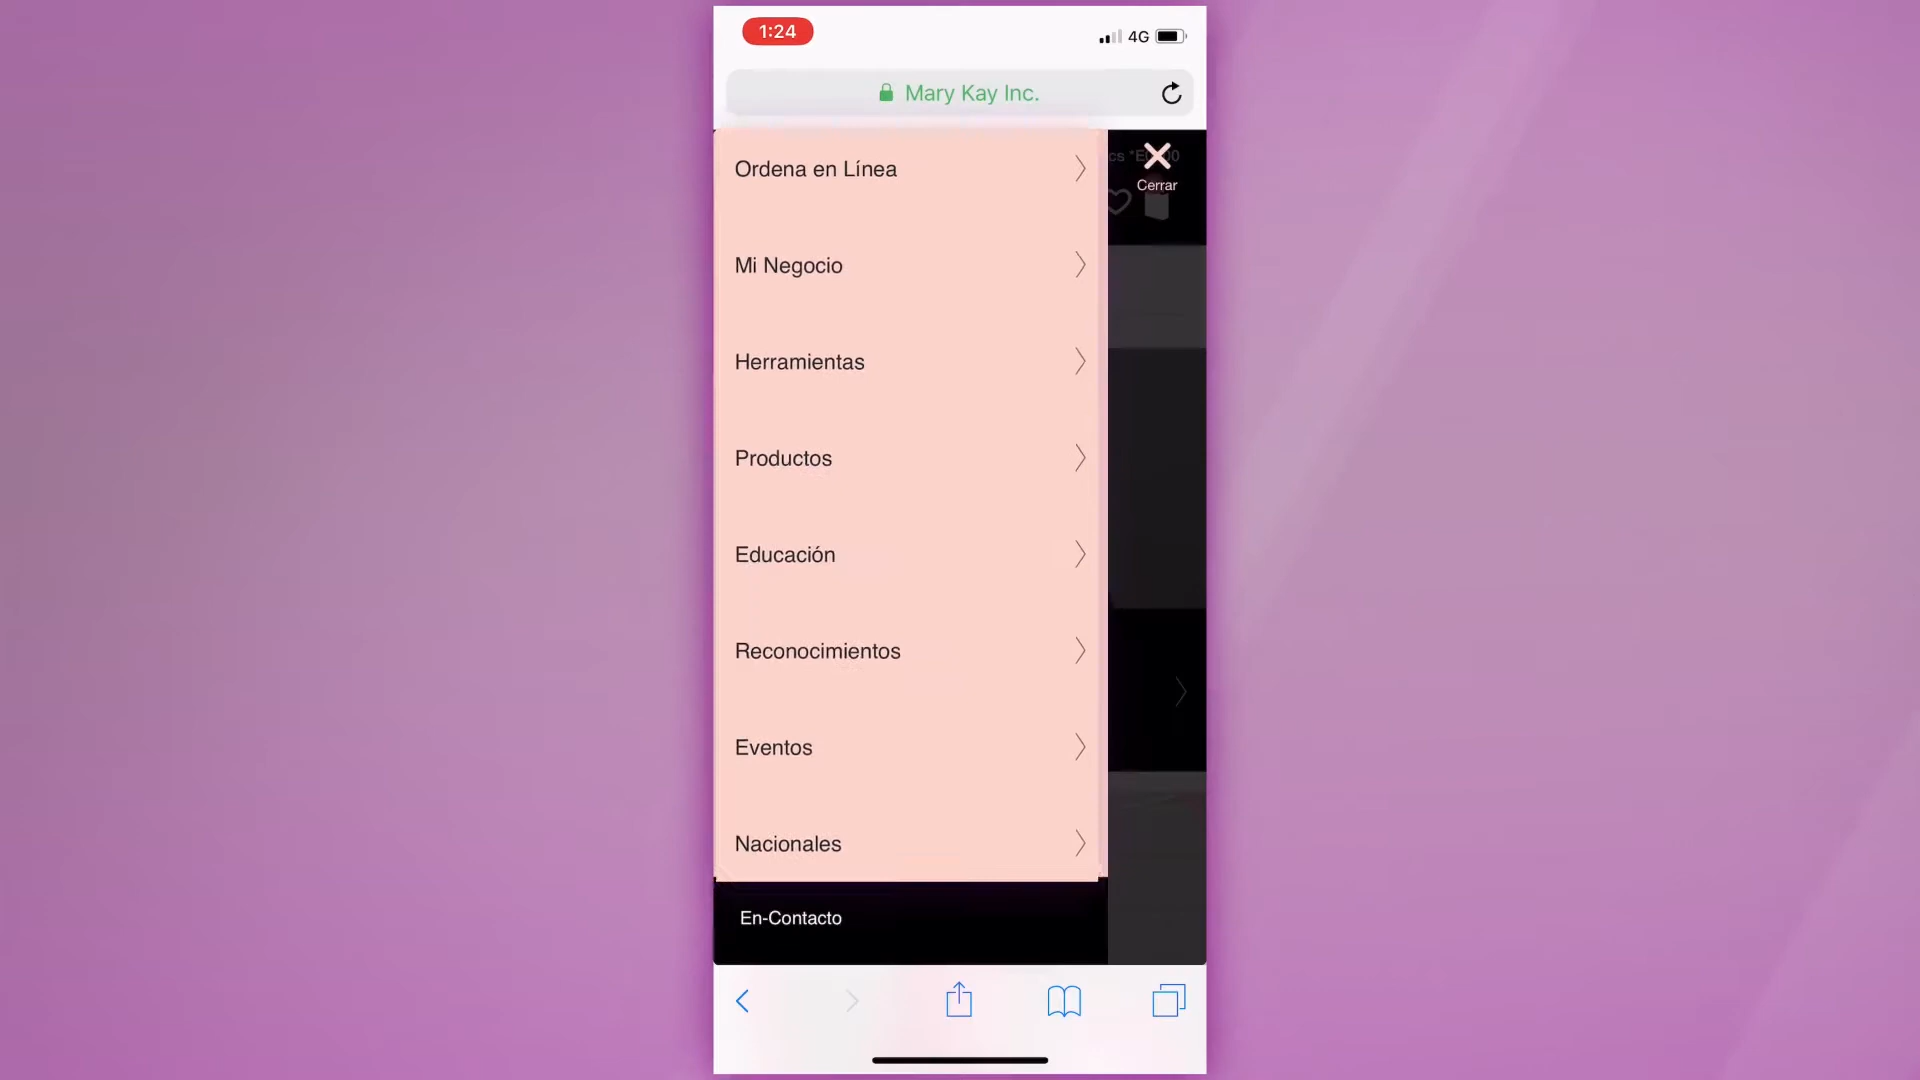 1:24
4G
Mary Kay Inc.
Ordena en Línea
Cerrar
Mi Negocio
Herramientas
Productos
Educación
Reconocimientos
Eventos
Nacionales
En-Contacto